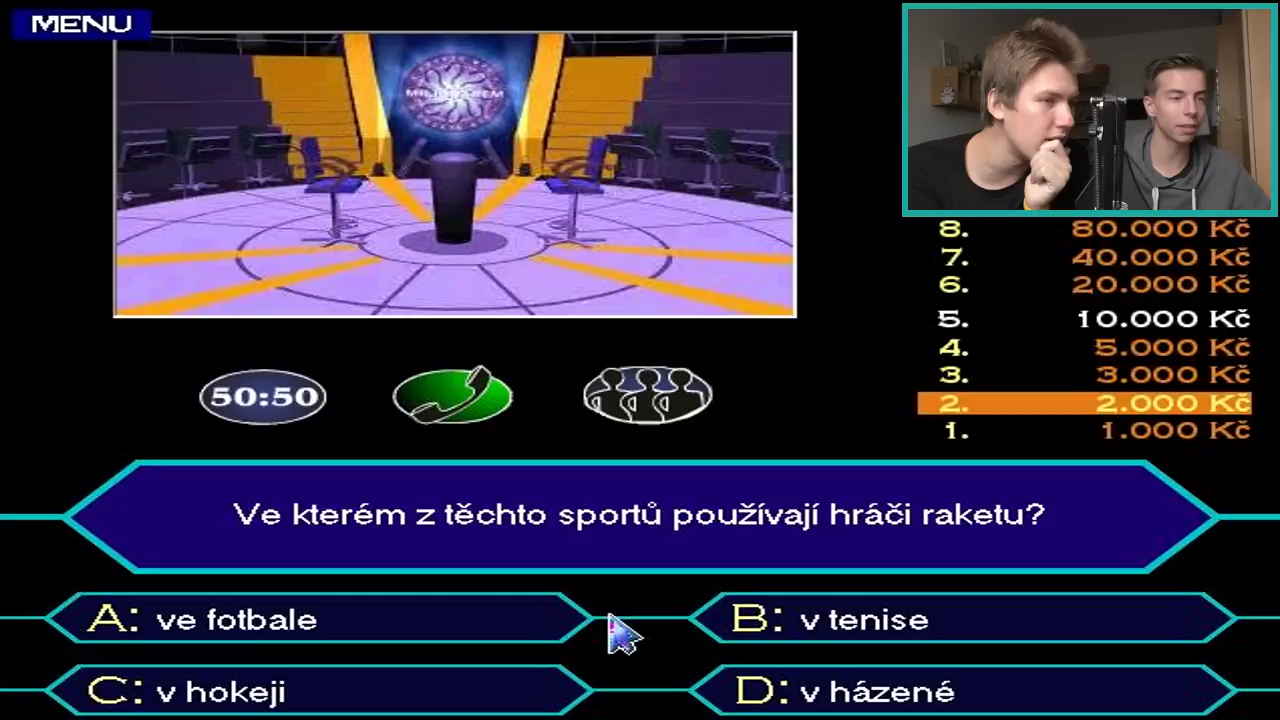 MENU
MILIONÁŘEM
8. 80.000 Kč
7. 40.000 Kč
6. 20.000 Kč
5. 10.000 Kč
4. 5.000 Kč
3. 3.000 Kč
2. 2.000 Kč
1. 1.000 Kč
50:50
Ve kterém z těchto sportů používají hráči raketu?
A: ve fotbale
B: v tenise
C: v hokeji
D: v házené